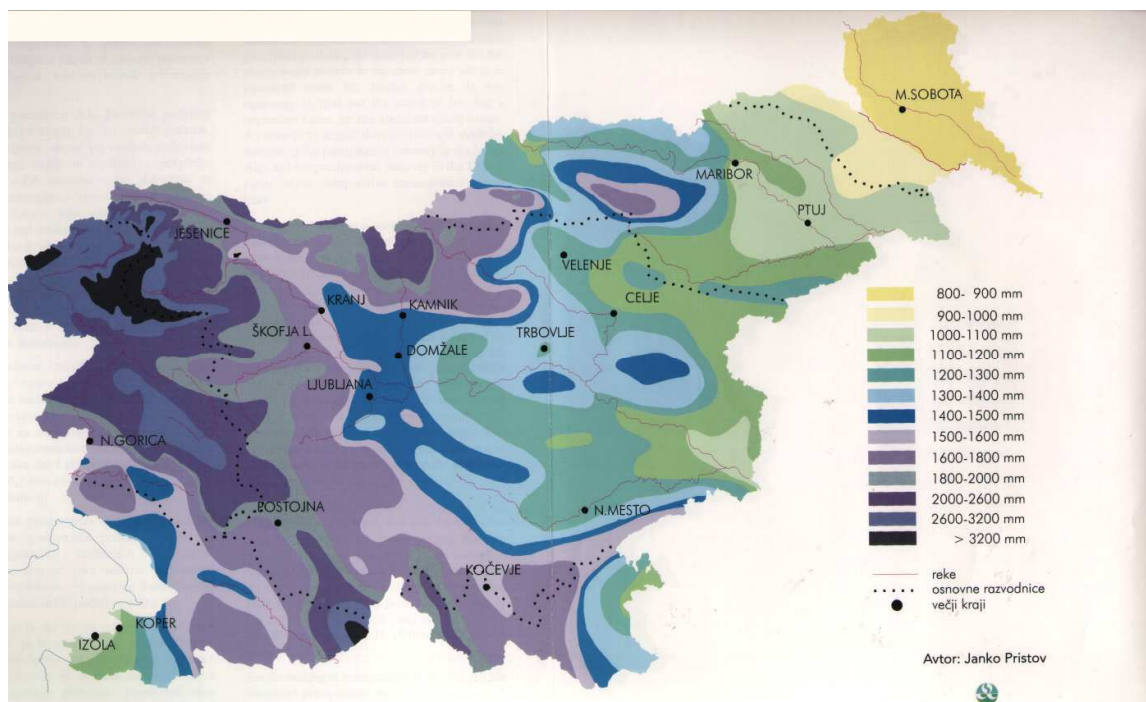 M.SOBOTA
MARIBOR
PTUJ
JESENICE
VELENJE
KRANJ
KAMNIK
CELJE
ŠKOFJA L.
TRBOVLJE
DOMŽALE
LJUBLJANA
N.GORICA
POSTOJNA
N.MESTO
KOČEVJE
KOPER
IZOLA
800- 900 mm
900-1000 mm
1000-1100 mm
1100-1200 mm
1200-1300 mm
1300-1400 mm
1400-1500 mm
1500-1600 mm
1600-1800 mm
1800-2000 mm
2000-2600 mm
2600-3200 mm
> 3200 mm
reke
osnovne razvodnice
večji kraji
Avtor: Janko Pristov